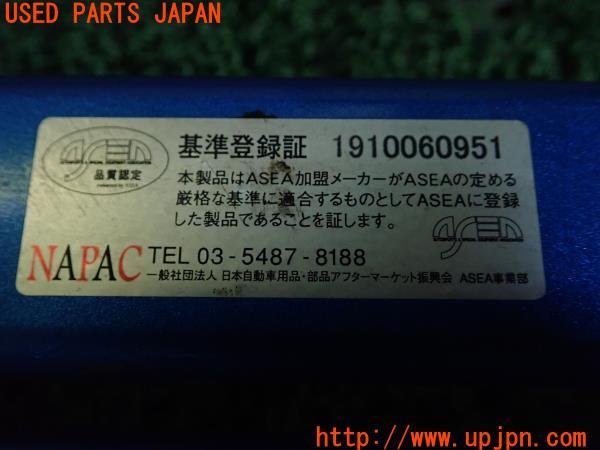 USED PARTS JAPAN
ASEA
品質認定
基準登録証 1910060951
本製品はASEA加盟メーカーがASEAの定める
厳格な基準に適合するものとしてASEAに登録
した製品であることを証します。
ASEA
NAPAC TEL 03-5487-8188
一般社団法人 日本自動車用品・部品アフターマーケット振興会 ASEA事業部
http://www.upjpn.com/